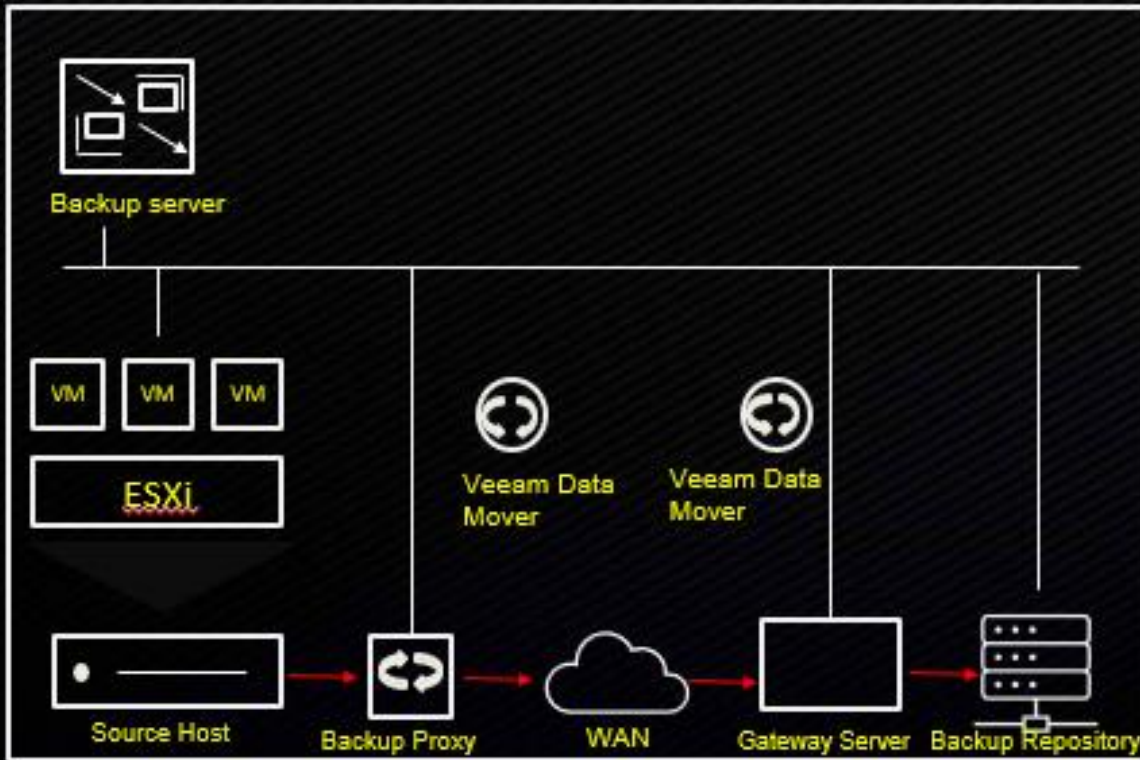 Backup server
VM VM VM
ESXi
Veeam Data
Mover
Veeam Data
Mover
Source Host
Backup Proxy
WAN
Gateway Server
Backup Repository